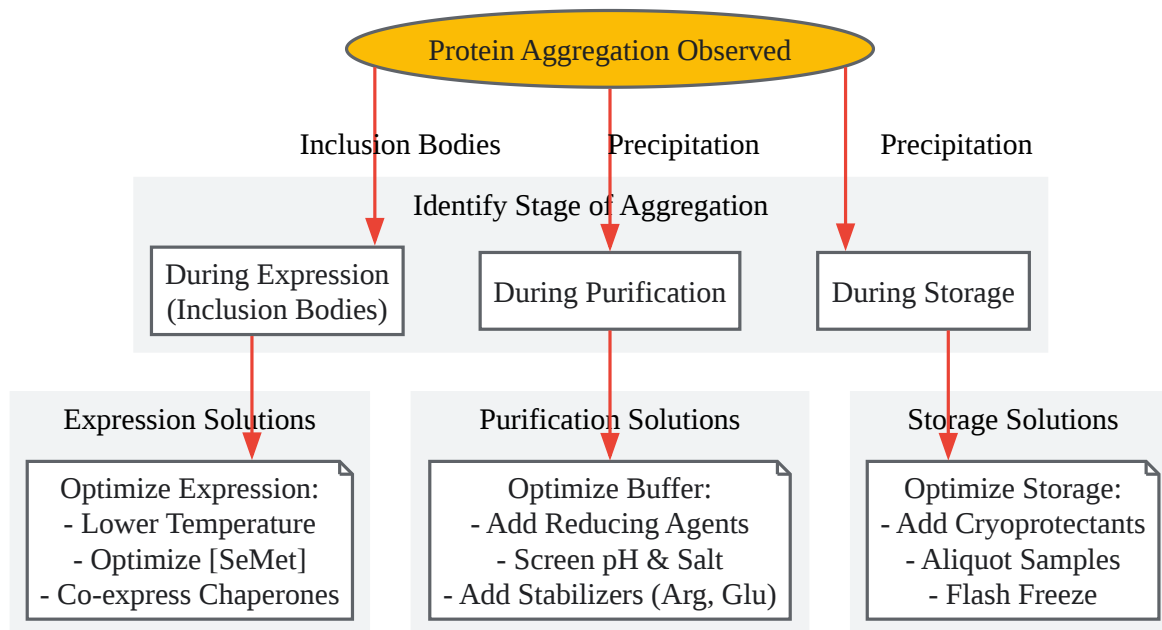 Protein Aggregation Observed
Inclusion Bodies
Precipitation
Precipitation
Identify Stage of Aggregation
During Expression
(Inclusion Bodies)
During Purification
During Storage
Expression Solutions
Optimize Expression:
- Lower Temperature
- Optimize [SeMet]
- Co-express Chaperones
Purification Solutions
Optimize Buffer:
- Add Reducing Agents
- Screen pH & Salt
- Add Stabilizers (Arg, Glu)
Storage Solutions
Optimize Storage:
- Add Cryoprotectants
- Aliquot Samples
- Flash Freeze